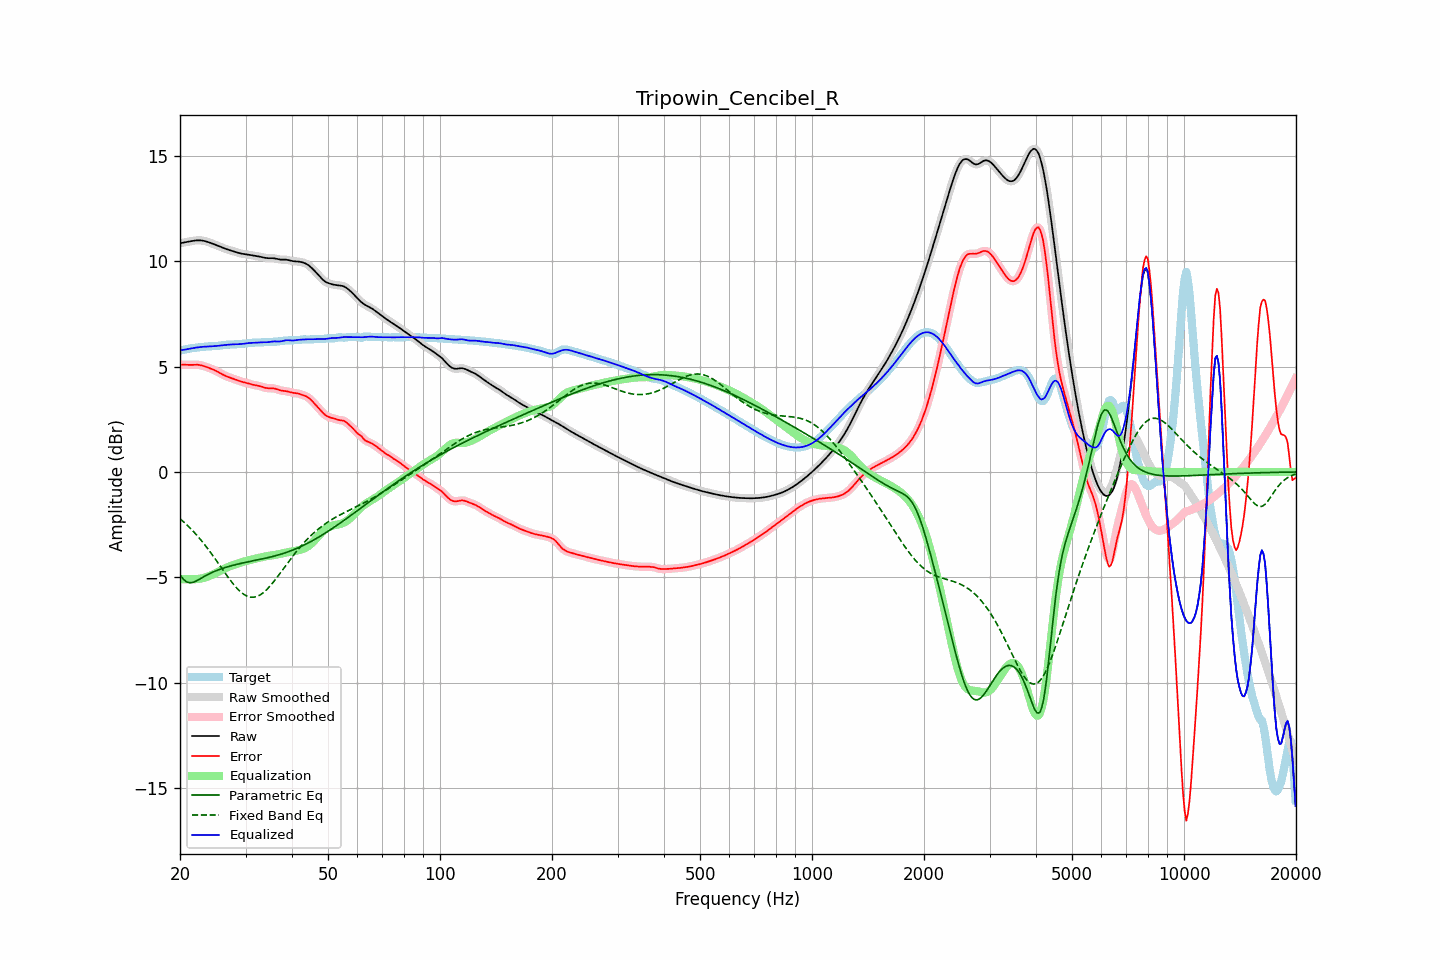 Tripowin_Cencibel_R
Amplitude (dBr)
15
10
5
0
−5
−10
−15
Target
Raw Smoothed
Error Smoothed
Raw
Error
Equalization
Parametric Eq
Fixed Band Eq
Equalized
20
50
100
200
500
1000
2000
5000
10000
20000
Frequency (Hz)